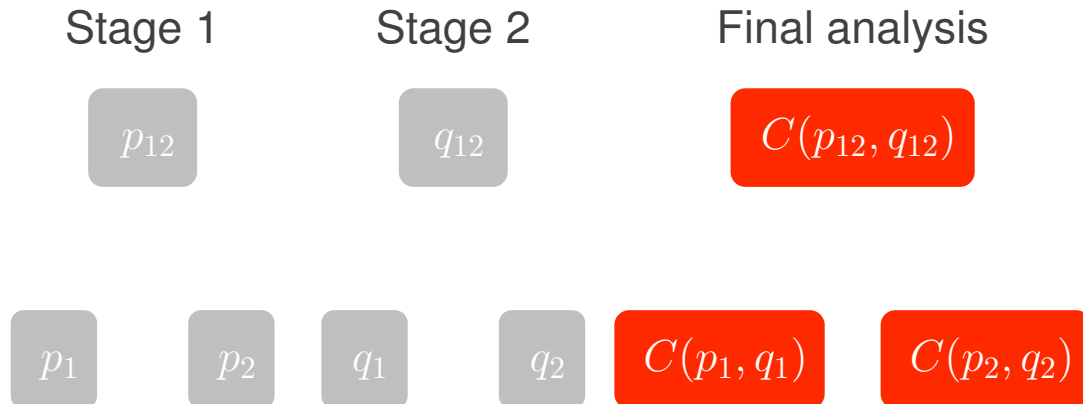 Stage 1 Stage 2 Final analysis
p₁₂ q₁₂ C(p₁₂, q₁₂)
p₁ p₂ q₁ q₂ C(p₁, q₁) C(p₂, q₂)